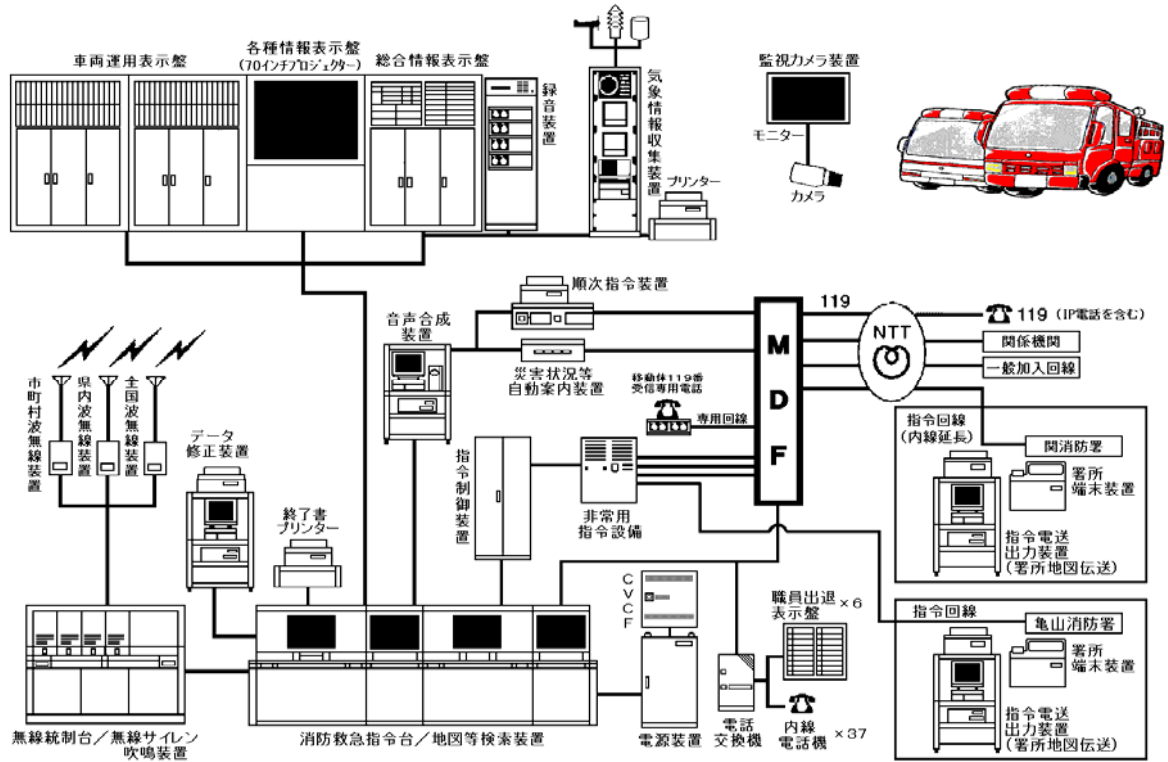 車両運用表示盤
各種情報表示盤
(70インチプロジェクター)
総合情報表示盤
録音装置
気象情報収集装置
プリンター
監視カメラ装置
モニター
カメラ
順次指令装置
音声合成
装置
災害状況等
自動案内装置
移動体119番
受信専用電話
専用回線
MDF
119
NTT
119 (IP電話を含む)
関係機関
一般加入回線
指令回線
(内線延長)
関消防署
署所
端末装置
指令電送
出力装置
(署所地図伝送)
市町村波無線装置
県内波無線装置
全国波無線装置
データ
修正装置
終了書
プリンター
指令制御装置
非常用
指令設備
CVCF
職員出退
表示盤 ×6
指令回線
亀山消防署
署所
端末装置
指令電送
出力装置
(署所地図伝送)
無線統制台/無線サイレン
吹鳴装置
消防救急指令台/地図等検索装置
電源装置
電話
交換機
内線
電話機 ×37